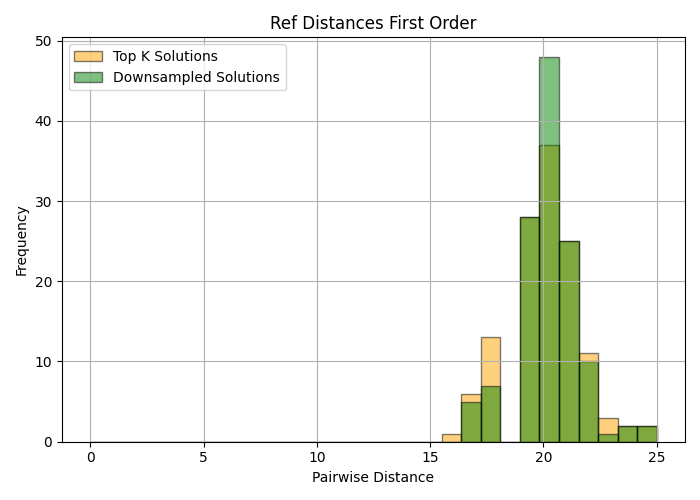 Ref Distances First Order
Top K Solutions
Downsampled Solutions
50
40
30
20
10
0
Frequency
0 5 10 15 20 25
Pairwise Distance